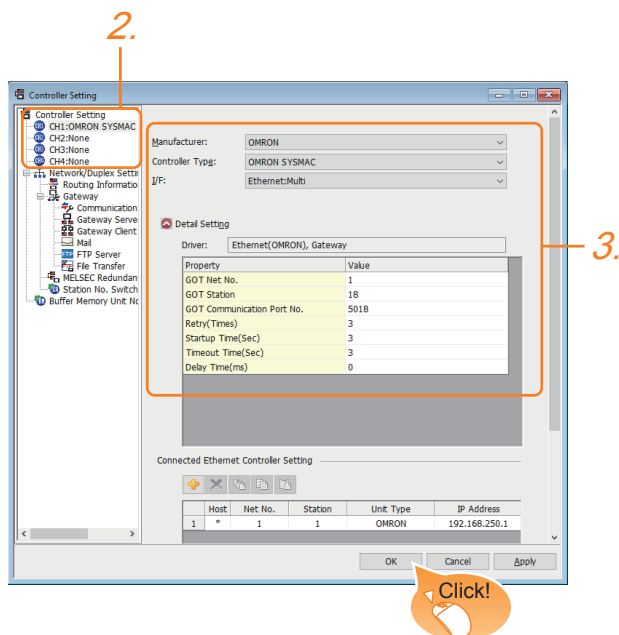 2.
Controller Setting
Controller Setting
CH1:OMRON SYSMAC
CH2:None
CH3:None
CH4:None
Network/Duplex Settin
Routing Informatio
Gateway
Communication
Gateway Serve
Gateway Client
Mail
FTP Server
File Transfer
MELSEC Redundan
Station No. Switch
Buffer Memory Unit No
Manufacturer: OMRON
Controller Type: OMRON SYSMAC
I/F: Ethernet:Multi
Detail Setting
3.
Driver: Ethernet(OMRON), Gateway
Property Value
GOT Net No. 1
GOT Station 18
GOT Communication Port No. 5018
Retry(Times) 3
Startup Time(Sec) 3
Timeout Time(Sec) 3
Delay Time(ms) 0
Connected Ethernet Controller Setting
Host Net No. Station Unit Type IP Address
1 * 1 1 OMRON 192.168.250.1
OK Cancel Apply
Click!